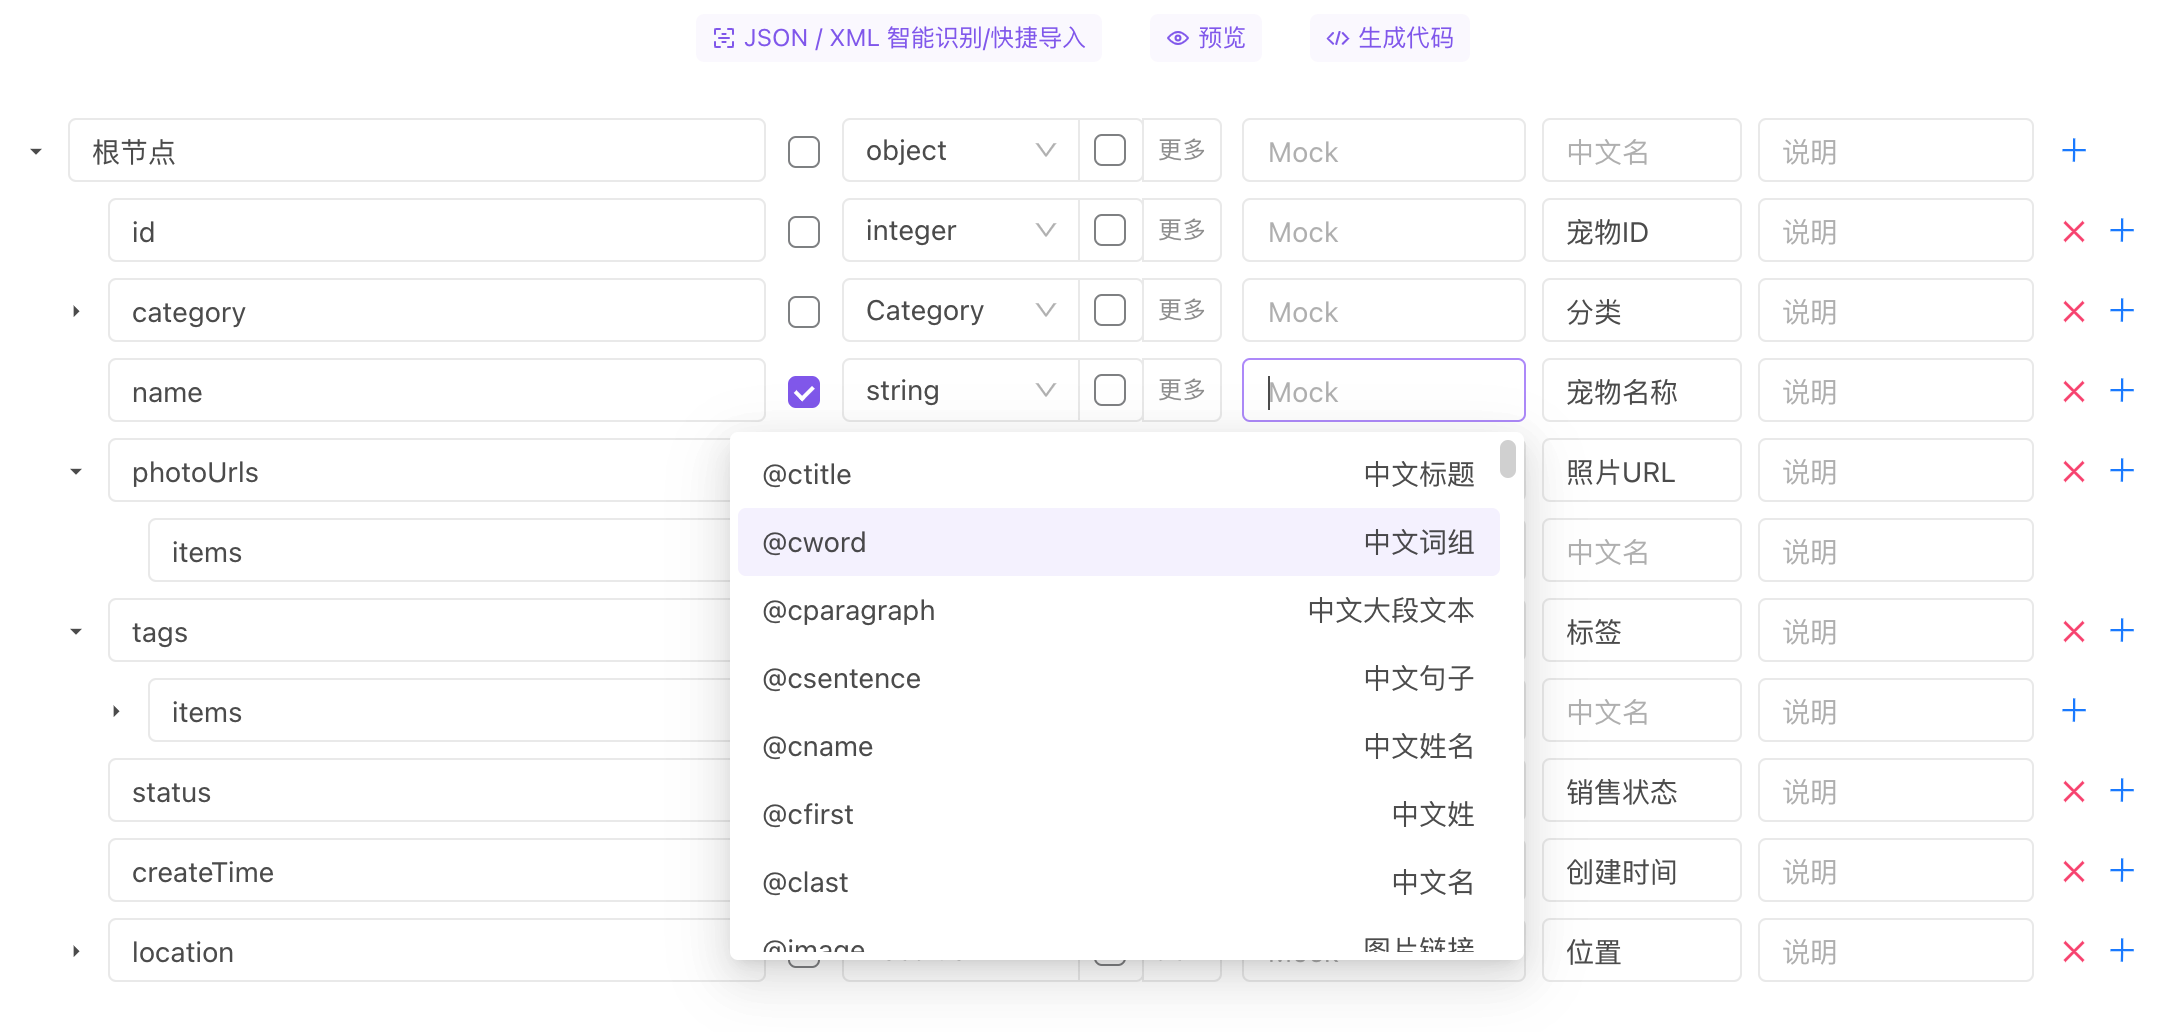 JSON / XML 智能识别/快捷导入 预览 生成代码
根节点 object 更多 Mock 中文名 说明
id integer 更多 Mock 宠物ID 说明
category Category 更多 Mock 分类 说明
name string 更多 Mock 宠物名称 说明
photoUrls 照片URL 说明
@ctitle 中文标题
@cword 中文词组
items 中文名 说明
@cparagraph 中文大段文本
tags 标签 说明
@csentence 中文句子
items 中文名 说明
@cname 中文姓名
status 销售状态 说明
@cfirst 中文姓
createTime 创建时间 说明
@clast 中文名
@image 图片链接
location Mock 位置 说明